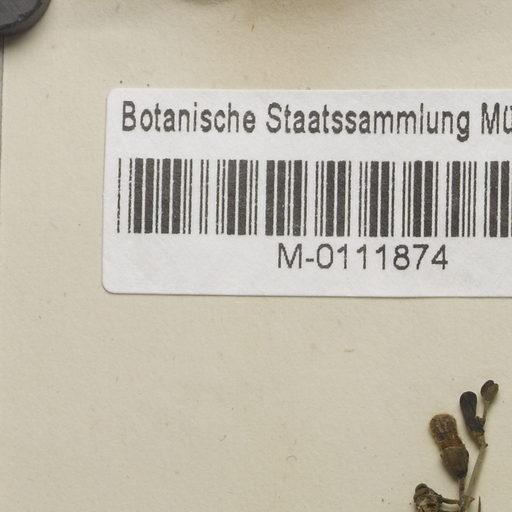 Botanische Staatssammlung Mü
M-0111874